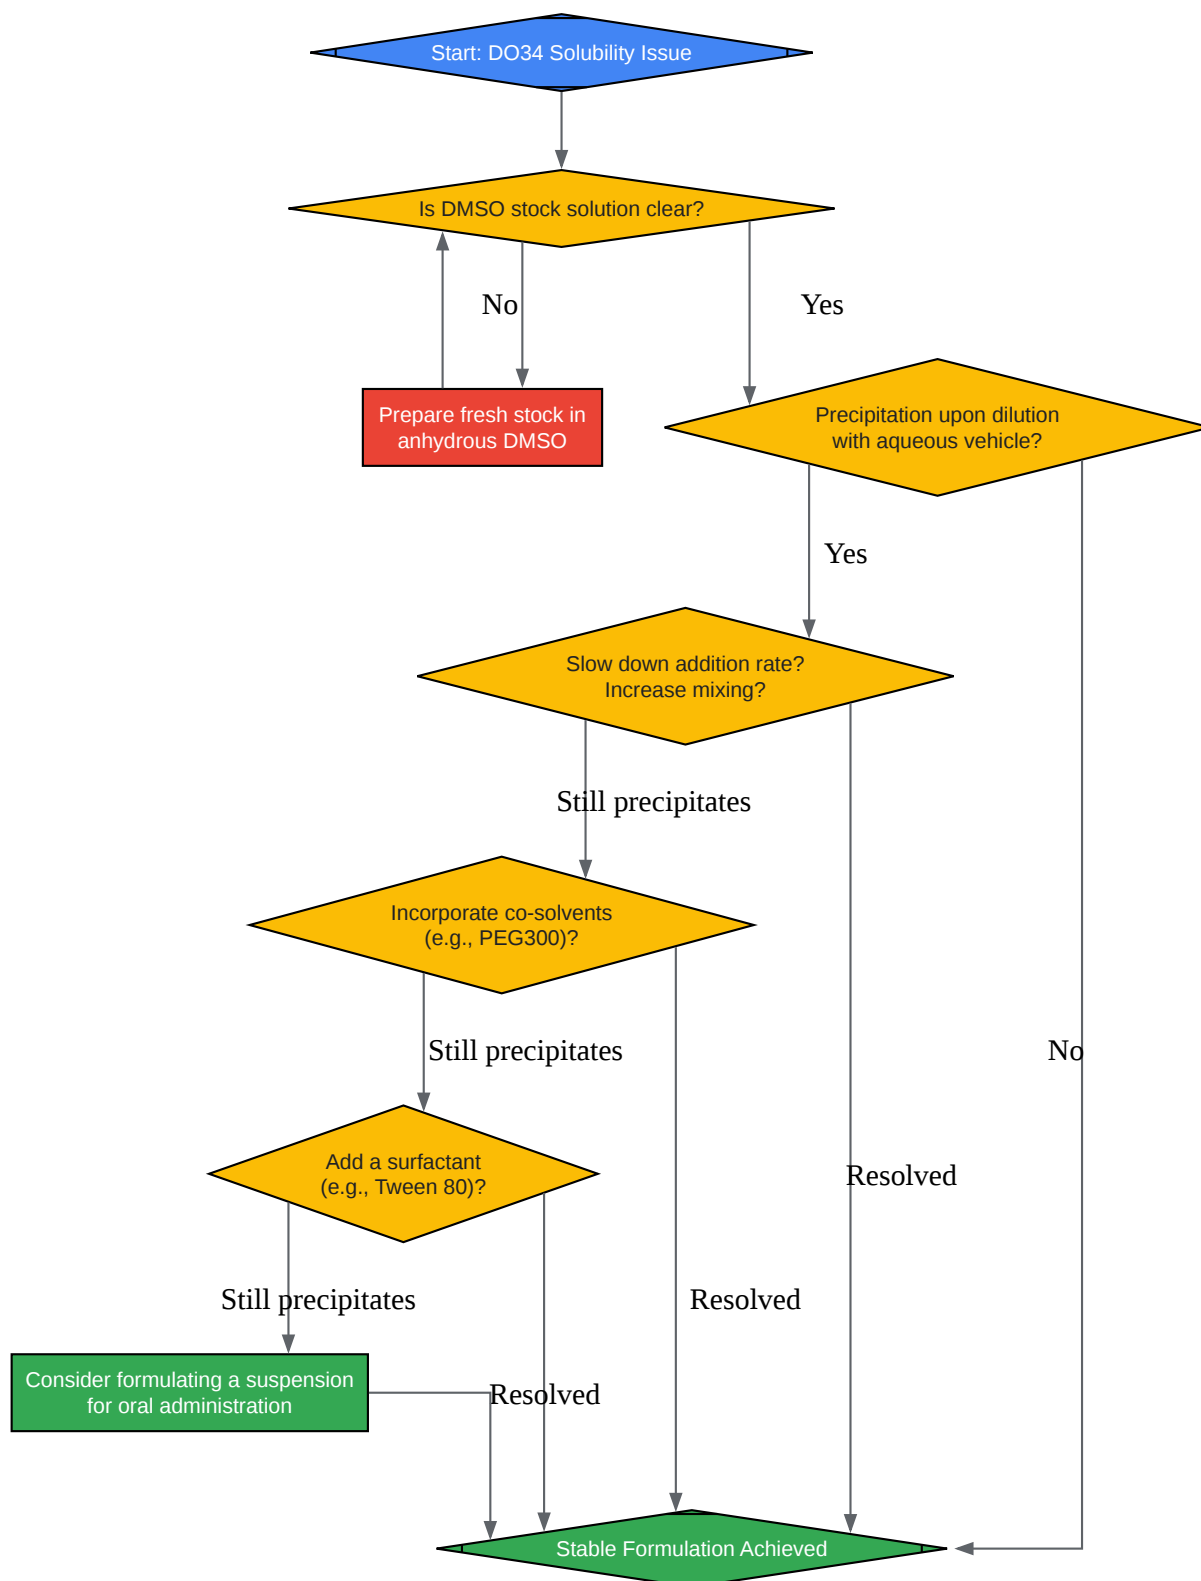 Start: DO34 Solubility Issue
Is DMSO stock solution clear?
No
Yes
Prepare fresh stock in
anhydrous DMSO
Precipitation upon dilution
with aqueous vehicle?
Yes
Slow down addition rate?
Increase mixing?
Still precipitates
Incorporate co-solvents
(e.g., PEG300)?
Still precipitates
No
Add a surfactant
(e.g., Tween 80)?
Resolved
Still precipitates
Resolved
Consider formulating a suspension
for oral administration
Resolved
Stable Formulation Achieved